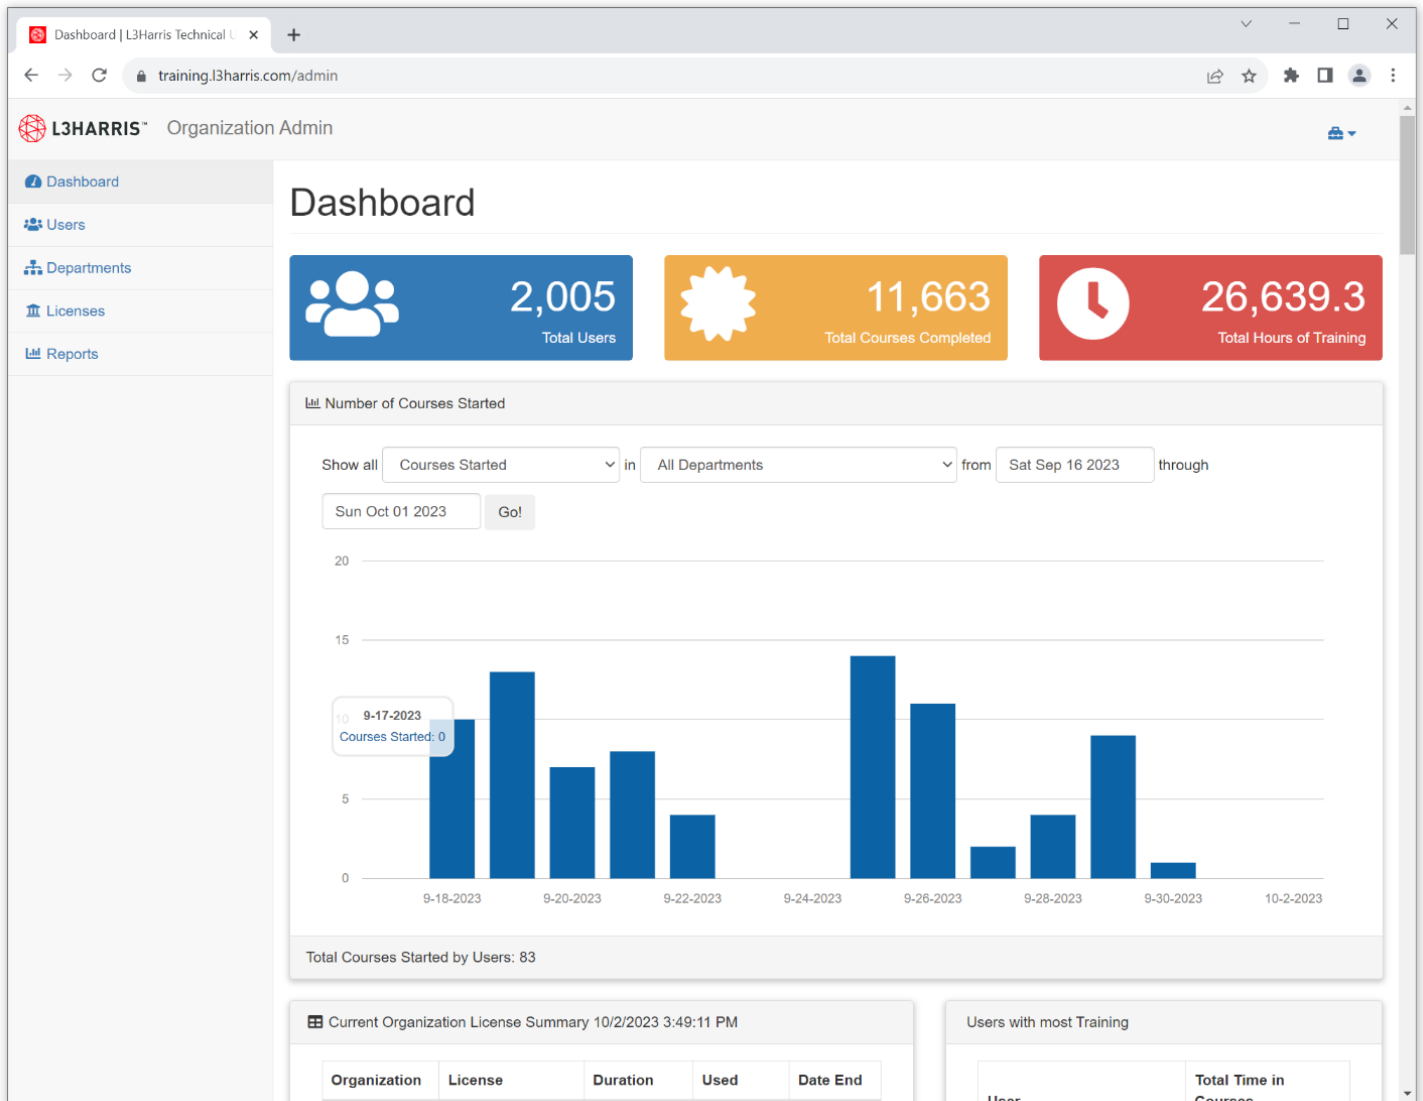 Dashboard | L3Harris Technical U
training.l3harris.com/admin
L3HARRIS™ Organization Admin
Dashboard
Users
Departments
Licenses
Reports
Dashboard
2,005
Total Users
11,663
Total Courses Completed
26,639.3
Total Hours of Training
Number of Courses Started
Show all Courses Started in All Departments from Sat Sep 16 2023 through
Sun Oct 01 2023 Go!
20
15
10
5
0
9-17-2023
Courses Started: 0
9-18-2023 9-20-2023 9-22-2023 9-24-2023 9-26-2023 9-28-2023 9-30-2023 10-2-2023
Total Courses Started by Users: 83
Current Organization License Summary 10/2/2023 3:49:11 PM
Organization License Duration Used Date End
Users with most Training
User
Total Time in
Courses